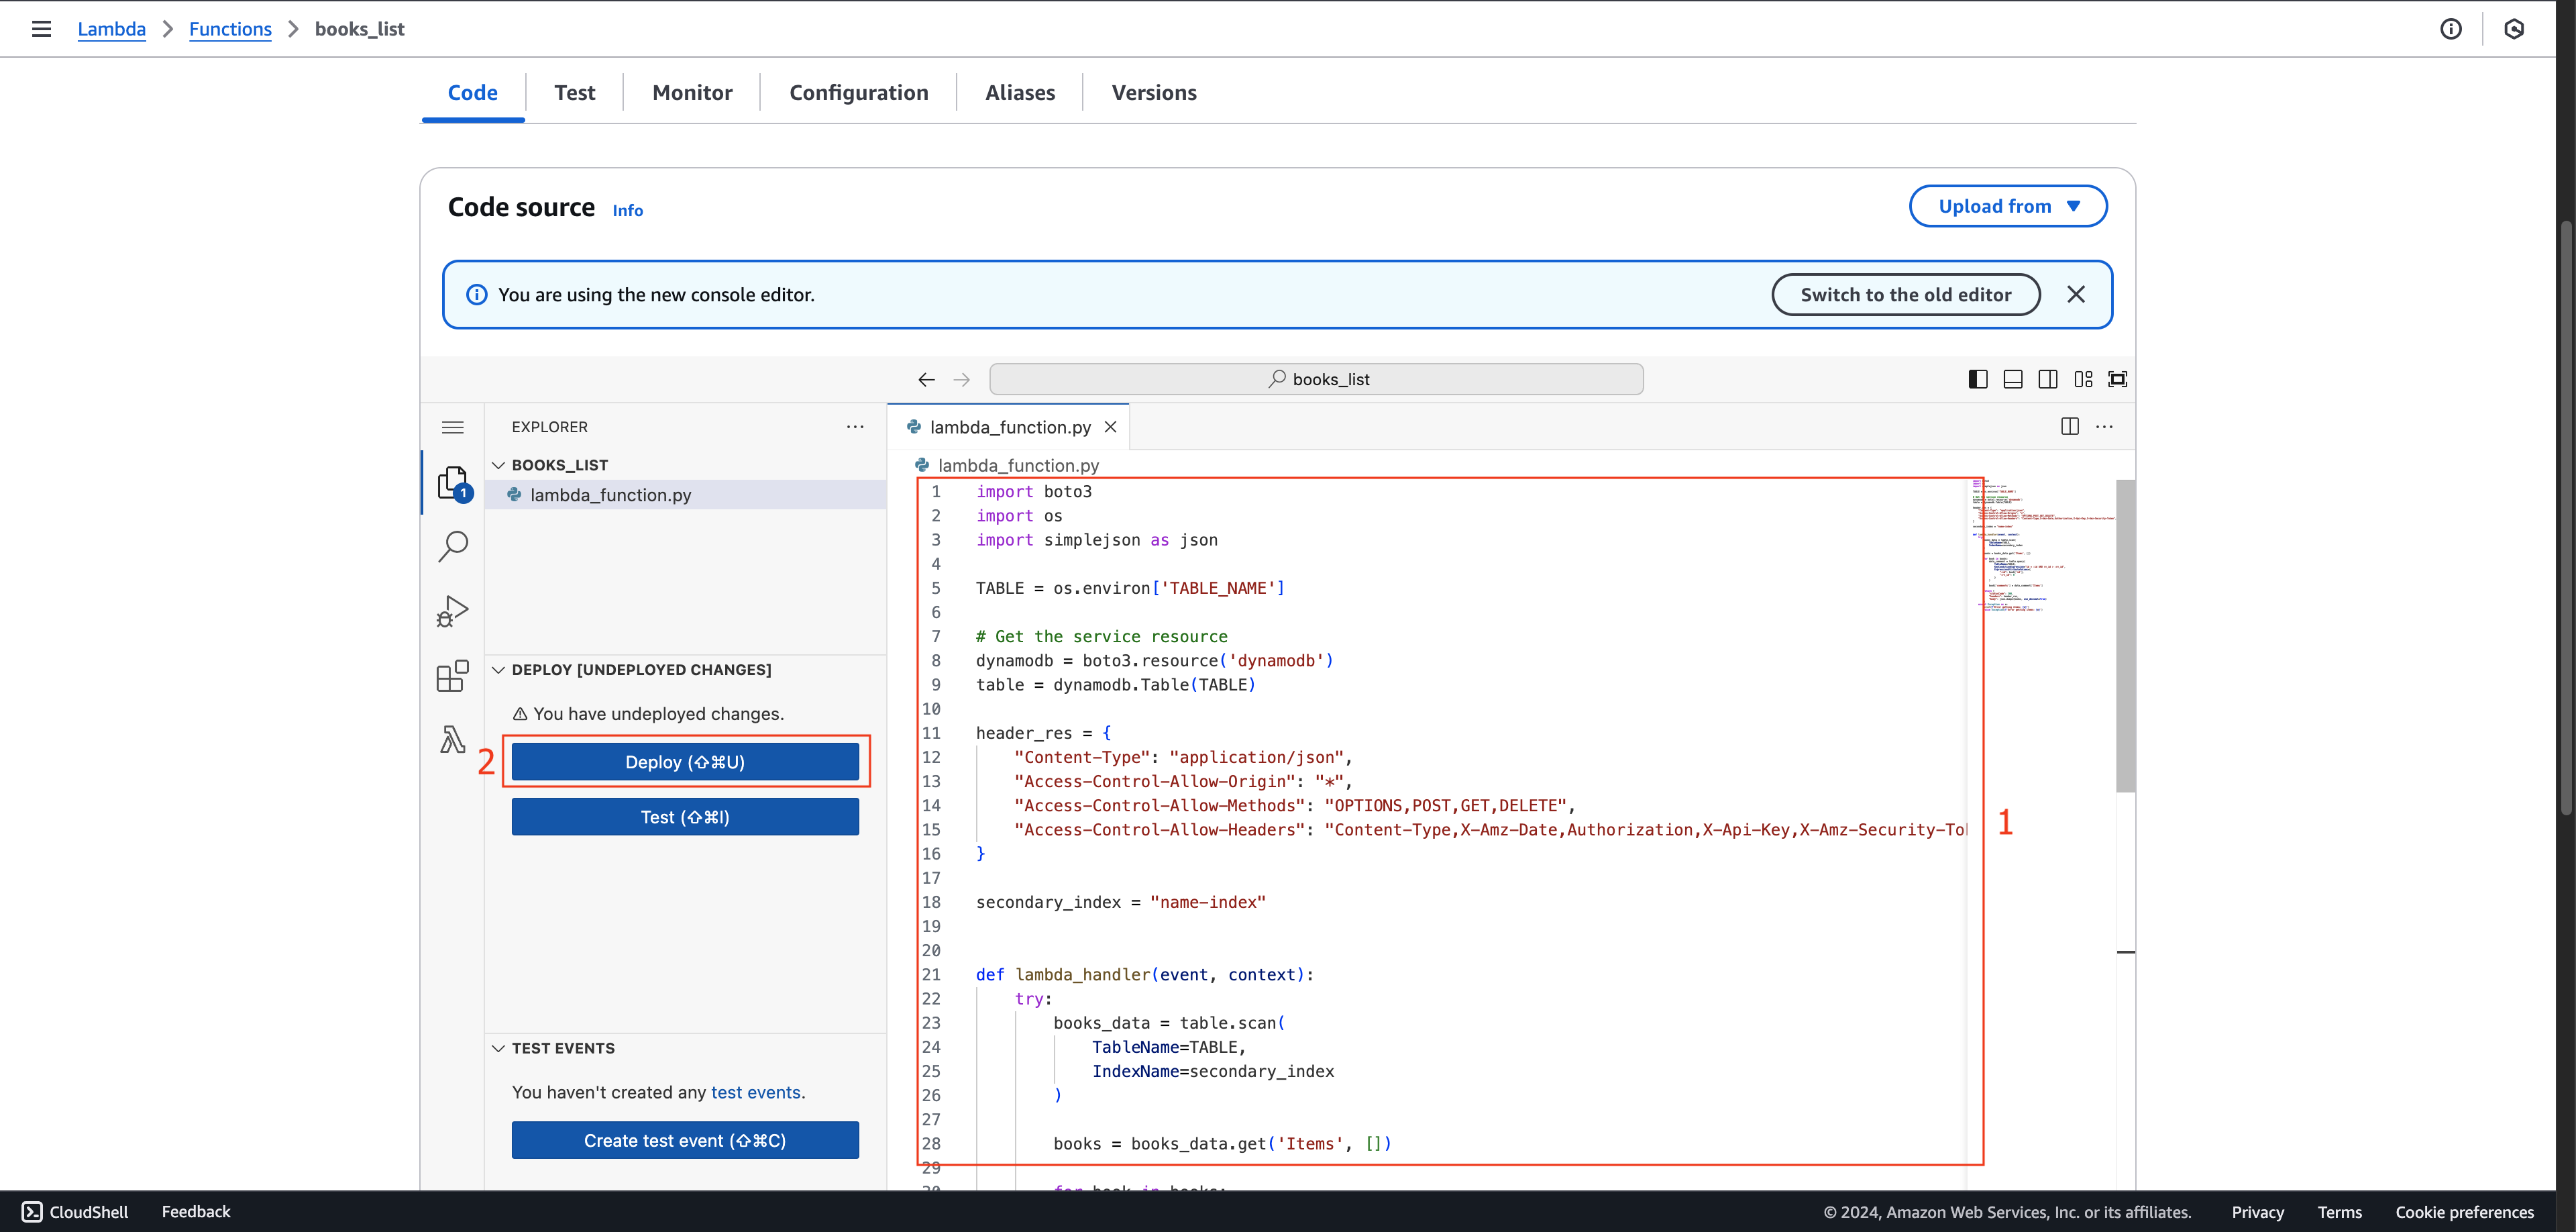 Lambda > Functions > books_list
Code Test Monitor Configuration Aliases Versions
Code source Info
Upload from
You are using the new console editor.
Switch to the old editor
books_list
EXPLORER
BOOKS_LIST
lambda_function.py
1
DEPLOY [UNDEPLOYED CHANGES]
You have undeployed changes.
2
Deploy (⇧⌘U)
Test (⇧⌘I)
TEST EVENTS
You haven't created any test events.
Create test event (⇧⌘C)
lambda_function.py
lambda_function.py
1 import boto3
2 import os
3 import simplejson as json
4
5 TABLE = os.environ['TABLE_NAME']
6
7 # Get the service resource
8 dynamodb = boto3.resource('dynamodb')
9 table = dynamodb.Table(TABLE)
10
11 header_res = {
12 "Content-Type": "application/json",
13 "Access-Control-Allow-Origin": "*",
14 "Access-Control-Allow-Methods": "OPTIONS,POST,GET,DELETE",
15 "Access-Control-Allow-Headers": "Content-Type,X-Amz-Date,Authorization,X-Api-Key,X-Amz-Security-To
16 }
17
18 secondary_index = "name-index"
19
20
21 def lambda_handler(event, context):
22 try:
23 books_data = table.scan(
24 TableName=TABLE,
25 IndexName=secondary_index
26 )
27
28 books = books_data.get('Items', [])
29
30 for book in books:
1
CloudShell Feedback
© 2024, Amazon Web Services, Inc. or its affiliates. Privacy Terms Cookie preferences